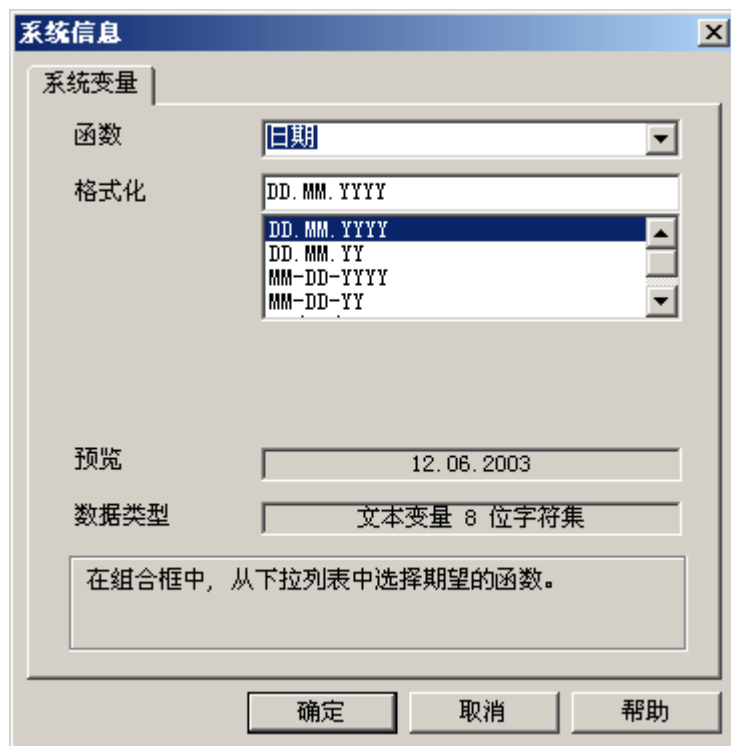 系统信息
系统变量
函数 日期
格式化 DD.MM.YYYY
DD.MM.YYYY
DD.MM.YY
MM-DD-YYYY
MM-DD-YY
预览 12.06.2003
数据类型 文本变量 8 位字符集
在组合框中, 从下拉列表中选择期望的函数。
确定 取消 帮助